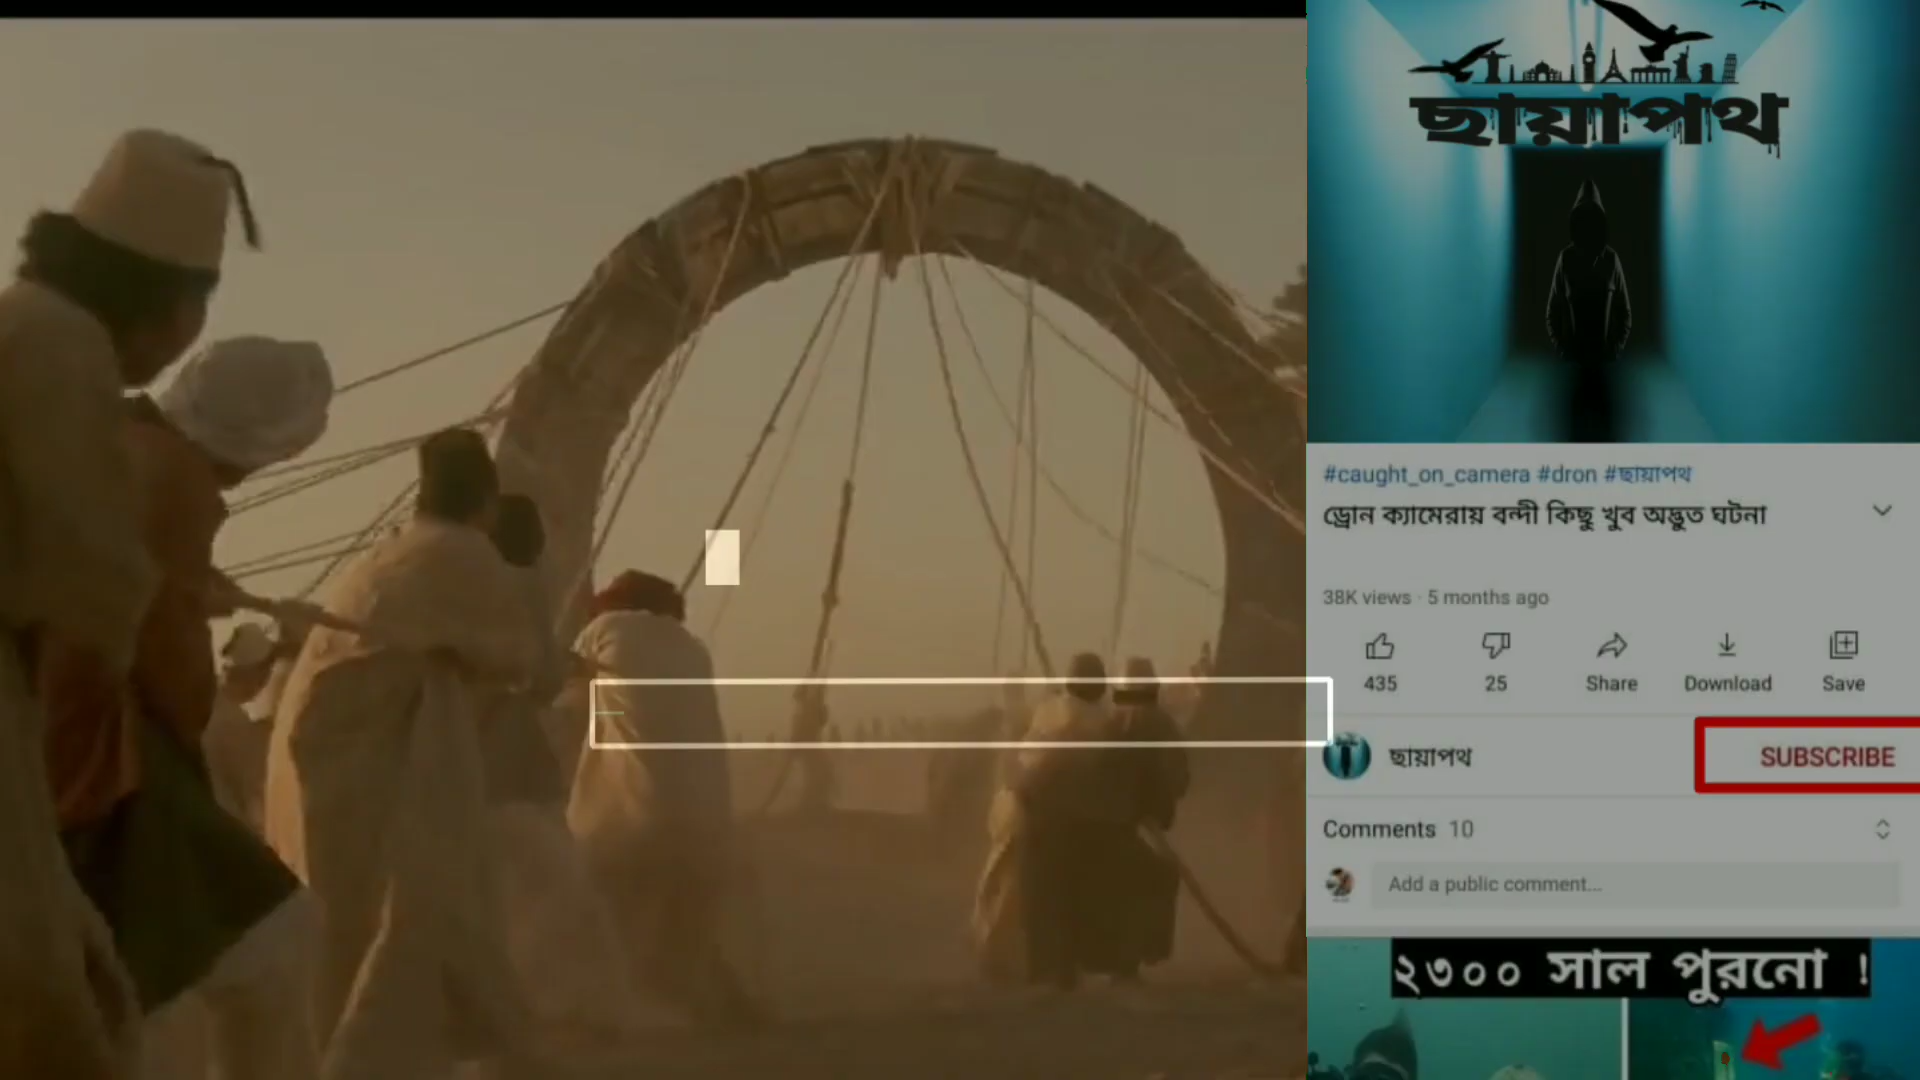 ছায়াপথ
#caught_on_camera #dron #ছায়াপথ
ড্রোন ক্যামেরায় বন্দী কিছু খুব অদ্ভুত ঘটনা
38K views · 5 months ago
435 25 Share Download Save
ছায়াপথ SUBSCRIBE
Comments 10
Add a public comment...
২৩০০ সাল পুরনো !